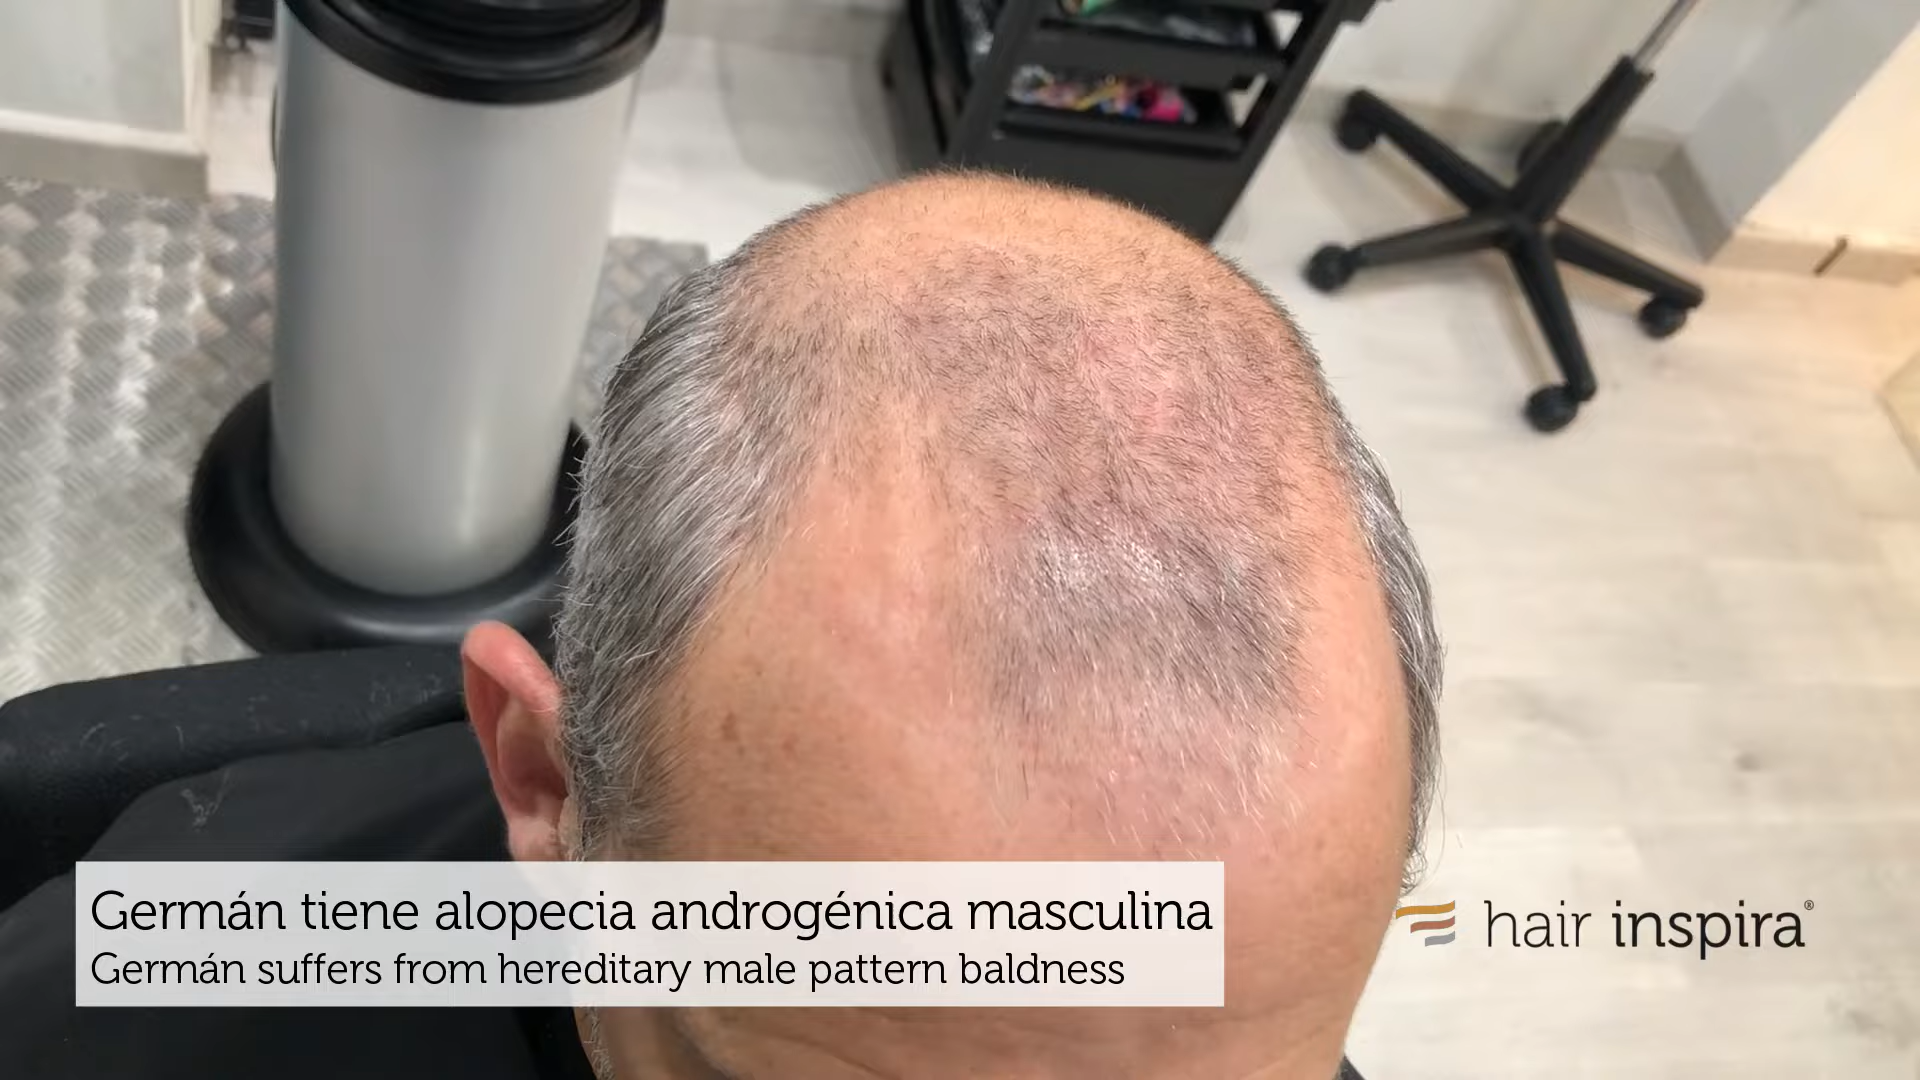 Germán tiene alopecia androgénica masculina
Germán suffers from hereditary male pattern baldness
hair inspira®